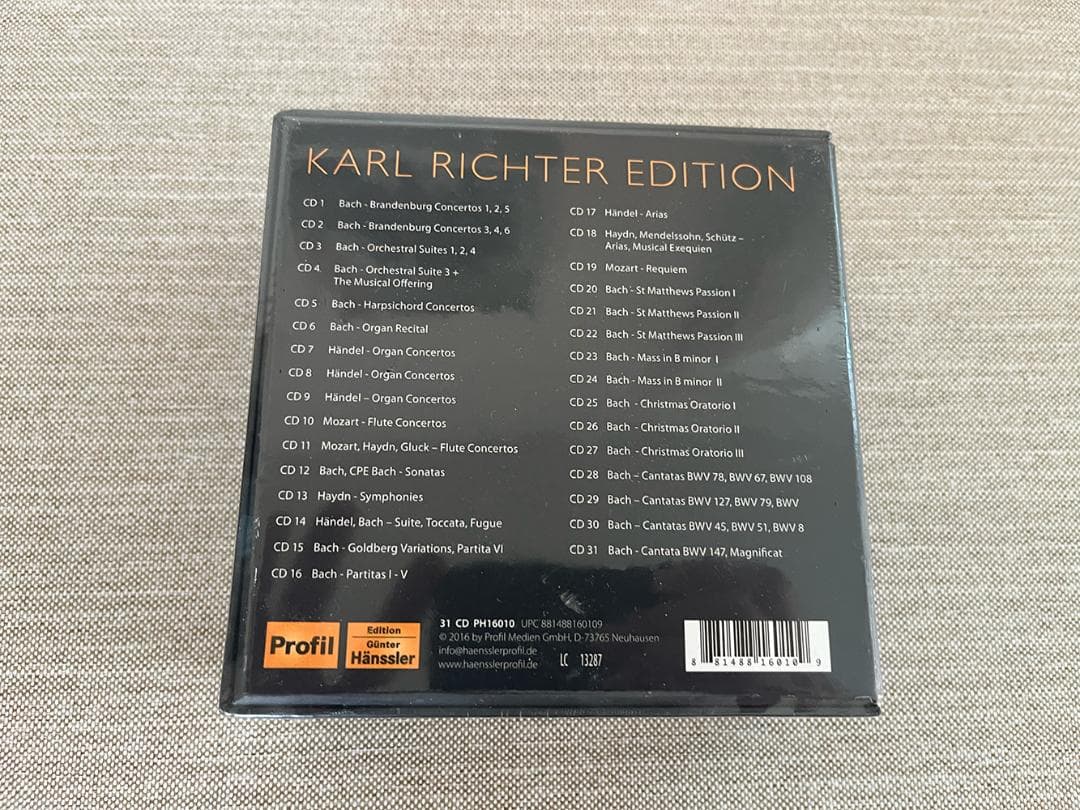 KARL RICHTER EDITION
CD 1 Bach - Brandenburg Concertos 1, 2, 5
CD 2 Bach - Brandenburg Concertos 3, 4, 6
CD 3 Bach - Orchestral Suites 1, 2, 4
CD 4 Bach - Orchestral Suite 3 +
The Musical Offering
CD 5 Bach - Harpsichord Concertos
CD 6 Bach - Organ Recital
CD 7 Händel - Organ Concertos
CD 8 Händel - Organ Concertos
CD 9 Händel – Organ Concertos
CD 10 Mozart - Flute Concertos
CD 11 Mozart, Haydn, Gluck – Flute Concertos
CD 12 Bach, CPE Bach - Sonatas
CD 13 Haydn - Symphonies
CD 14 Händel, Bach – Suite, Toccata, Fugue
CD 15 Bach - Goldberg Variations, Partita VI
CD 16 Bach - Partitas I - V
CD 17 Händel - Arias
CD 18 Haydn, Mendelssohn, Schütz –
Arias, Musical Exequien
CD 19 Mozart - Requiem
CD 20 Bach - St Matthews Passion I
CD 21 Bach - St Matthews Passion II
CD 22 Bach - St Matthews Passion III
CD 23 Bach - Mass in B minor I
CD 24 Bach - Mass in B minor II
CD 25 Bach - Christmas Oratorio I
CD 26 Bach - Christmas Oratorio II
CD 27 Bach - Christmas Oratorio III
CD 28 Bach – Cantatas BWV 78, BWV 67, BWV 108
CD 29 Bach – Cantatas BWV 127, BWV 79, BWV
CD 30 Bach – Cantatas BWV 45, BWV 51, BWV 8
CD 31 Bach - Cantata BWV 147, Magnificat
Profil
Edition
Günter
Hänssler
31 CD PH16010 UPC 881488160109
© 2016 by Profil Medien GmbH, D-73765 Neuhausen
info@haensslerprofil.de
www.haensslerprofil.de LC 13287
8 81488 16010 9